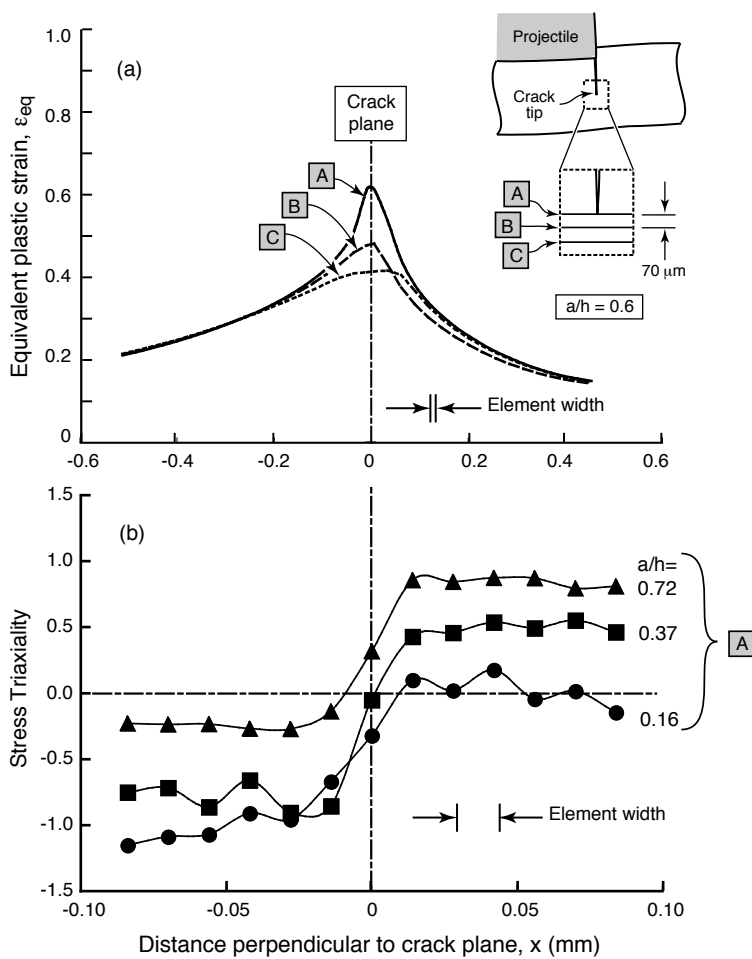 1.0
0.8
0.6
0.4
0.2
0
Equivalent plastic strain, εeq
(a)
Crack
plane
A
B
C
Projectile
Crack
tip
A
B
C
70 μm
a/h = 0.6
Element width
-0.6
-0.4
-0.2
0
0.2
0.4
0.6
1.5
1.0
0.5
0.0
-0.5
-1.0
-1.5
Stress Triaxiality
(b)
a/h=
0.72
0.37
0.16
A
Element width
-0.10
-0.05
0
0.05
0.10
Distance perpendicular to crack plane, x (mm)